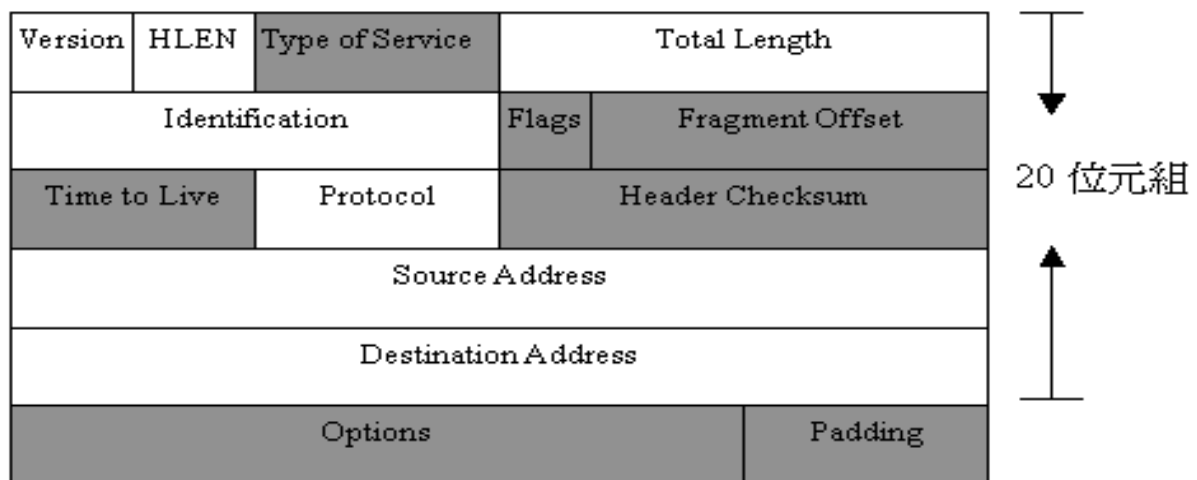 Version HLEN Type of Service Total Length
Identification Flags Fragment Offset
Time to Live Protocol Header Checksum
20 位元組
Source Address
Destination Address
Options Padding